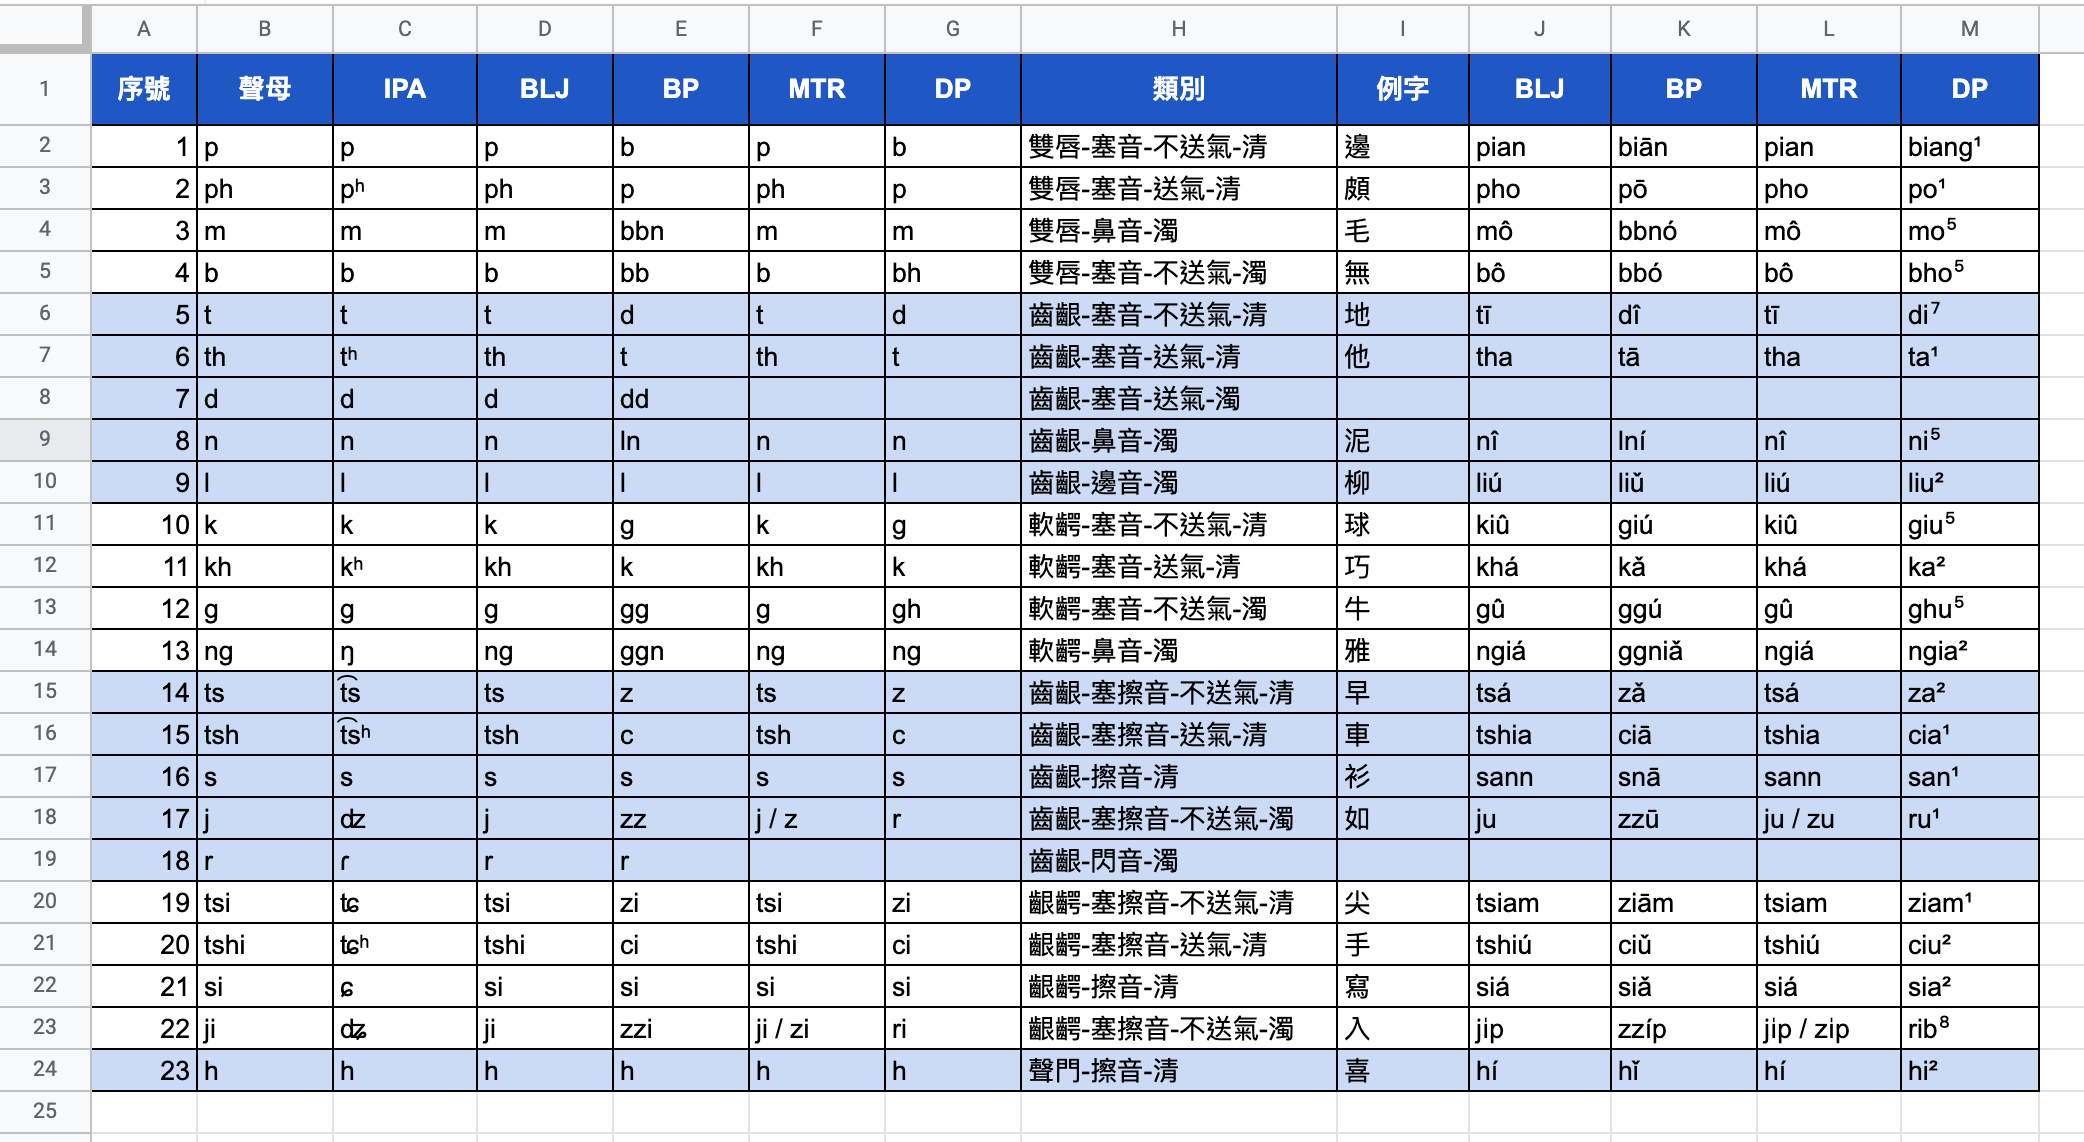 A B C D E F G H I J K L M
1 序號 聲母 IPA BLJ BP MTR DP 類別 例字 BLJ BP MTR DP
2 1 p p p b p b 雙唇-塞音-不送氣-清 邊 pian biān pian biang¹
3 2 ph pʰ ph p ph p 雙唇-塞音-送氣-清 頗 pho pō pho po¹
4 3 m m m bbn m m 雙唇-鼻音-濁 毛 mô bbnó mô mo⁵
5 4 b b b bb b bh 雙唇-塞音-不送氣-濁 無 bô bbó bô bho⁵
6 5 t t t d t d 齒齦-塞音-不送氣-清 地 tī dî tī di⁷
7 6 th tʰ th t th t 齒齦-塞音-送氣-清 他 tha tā tha ta¹
8 7 d d d dd 齒齦-塞音-送氣-濁
9 8 n n n ln n n 齒齦-鼻音-濁 泥 nî lní nî ni⁵
10 9 l l l l l l 齒齦-邊音-濁 柳 liú liǔ liú liu²
11 10 k k k g k g 軟齶-塞音-不送氣-清 球 kiû giú kiû giu⁵
12 11 kh kʰ kh k kh k 軟齶-塞音-送氣-清 巧 khá kǎ khá ka²
13 12 g g g gg g gh 軟齶-塞音-不送氣-濁 牛 gû ggú gû ghu⁵
14 13 ng ŋ ng ggn ng ng 軟齶-鼻音-濁 雅 ngiá ggniǎ ngiá ngia²
15 14 ts t͡s ts z ts z 齒齦-塞擦音-不送氣-清 早 tsá zǎ tsá za²
16 15 tsh t͡sʰ tsh c tsh c 齒齦-塞擦音-送氣-清 車 tshia ciā tshia cia¹
17 16 s s s s s s 齒齦-擦音-清 衫 sann snā sann san¹
18 17 j ʣ j zz j / z r 齒齦-塞擦音-不送氣-濁 如 ju zzū ju / zu ru¹
19 18 r ɾ r r 齒齦-閃音-濁
20 19 tsi ʨ tsi zi tsi zi 齦齶-塞擦音-不送氣-清 尖 tsiam ziām tsiam ziam¹
21 20 tshi ʨʰ tshi ci tshi ci 齦齶-塞擦音-送氣-清 手 tshiú ciǔ tshiú ciu²
22 21 si ɕ si si si si 齦齶-擦音-清 寫 siá siǎ siá sia²
23 22 ji ʥ ji zzi ji / zi ri 齦齶-塞擦音-不送氣-濁 入 ji̍p zzíp ji̍p / zi̍p rib⁸
24 23 h h h h h h 聲門-擦音-清 喜 hí hǐ hí hi²
25